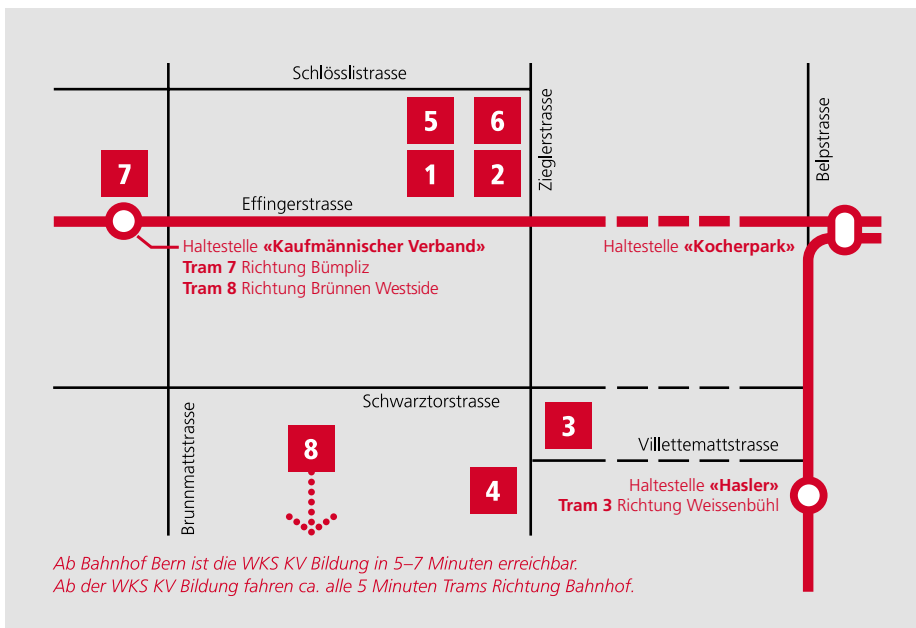 Schlösslistrasse
Zieglerstrasse
Belpstrasse
5
6
7
1
2
Effingerstrasse
Haltestelle «Kaufmännischer Verband»
Tram 7 Richtung Bümpliz
Tram 8 Richtung Brünnen Westside
Haltestelle «Kocherpark»
Schwarztorstrasse
Brunnmattstrasse
3
Villettemattstrasse
8
4
Haltestelle «Hasler»
Tram 3 Richtung Weissenbühl
Ab Bahnhof Bern ist die WKS KV Bildung in 5–7 Minuten erreichbar.
Ab der WKS KV Bildung fahren ca. alle 5 Minuten Trams Richtung Bahnhof.